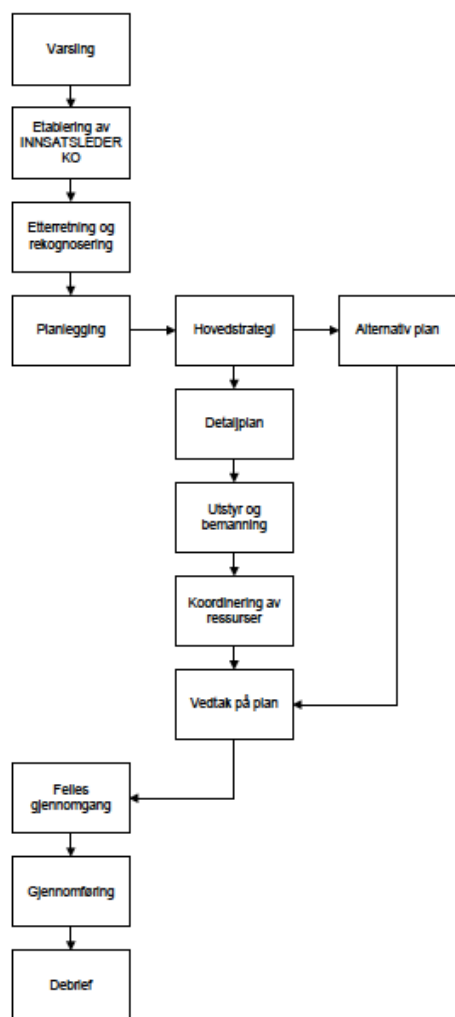 Varsling
Etablering av
INNSATSLEDER
KO
Etterretning og
rekognosering
Planlegging
Hovedstrategi
Alternativ plan
Detaljplan
Utstyr og
bemanning
Koordinering av
ressurser
Vedtak på plan
Felles
gjennomgang
Gjennomføring
Debrief